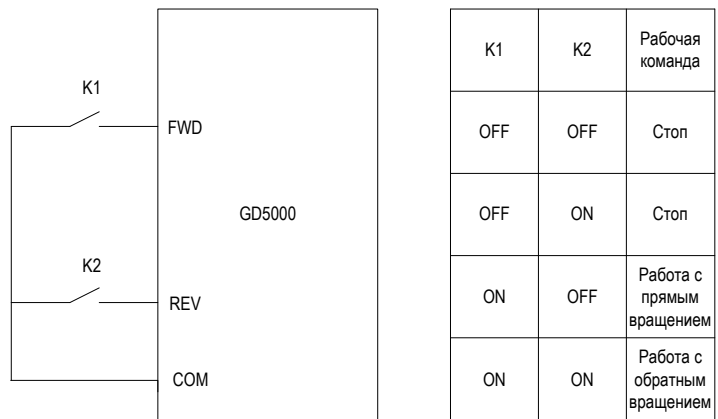 K1
FWD
GD5000
K2
REV
COM
K1 K2 Рабочая
команда
OFF OFF Стоп
OFF ON Стоп
ON OFF Работа с
прямым
вращением
ON ON Работа с
обратным
вращением